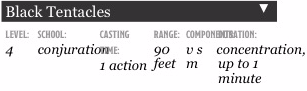 Black Tentacles ▼
LEVEL: SCHOOL: CASTING TIME: RANGE: COMPONENTS: DURATION:
4 conjuration 1 action 90 feet v s m concentration, up to 1 minute